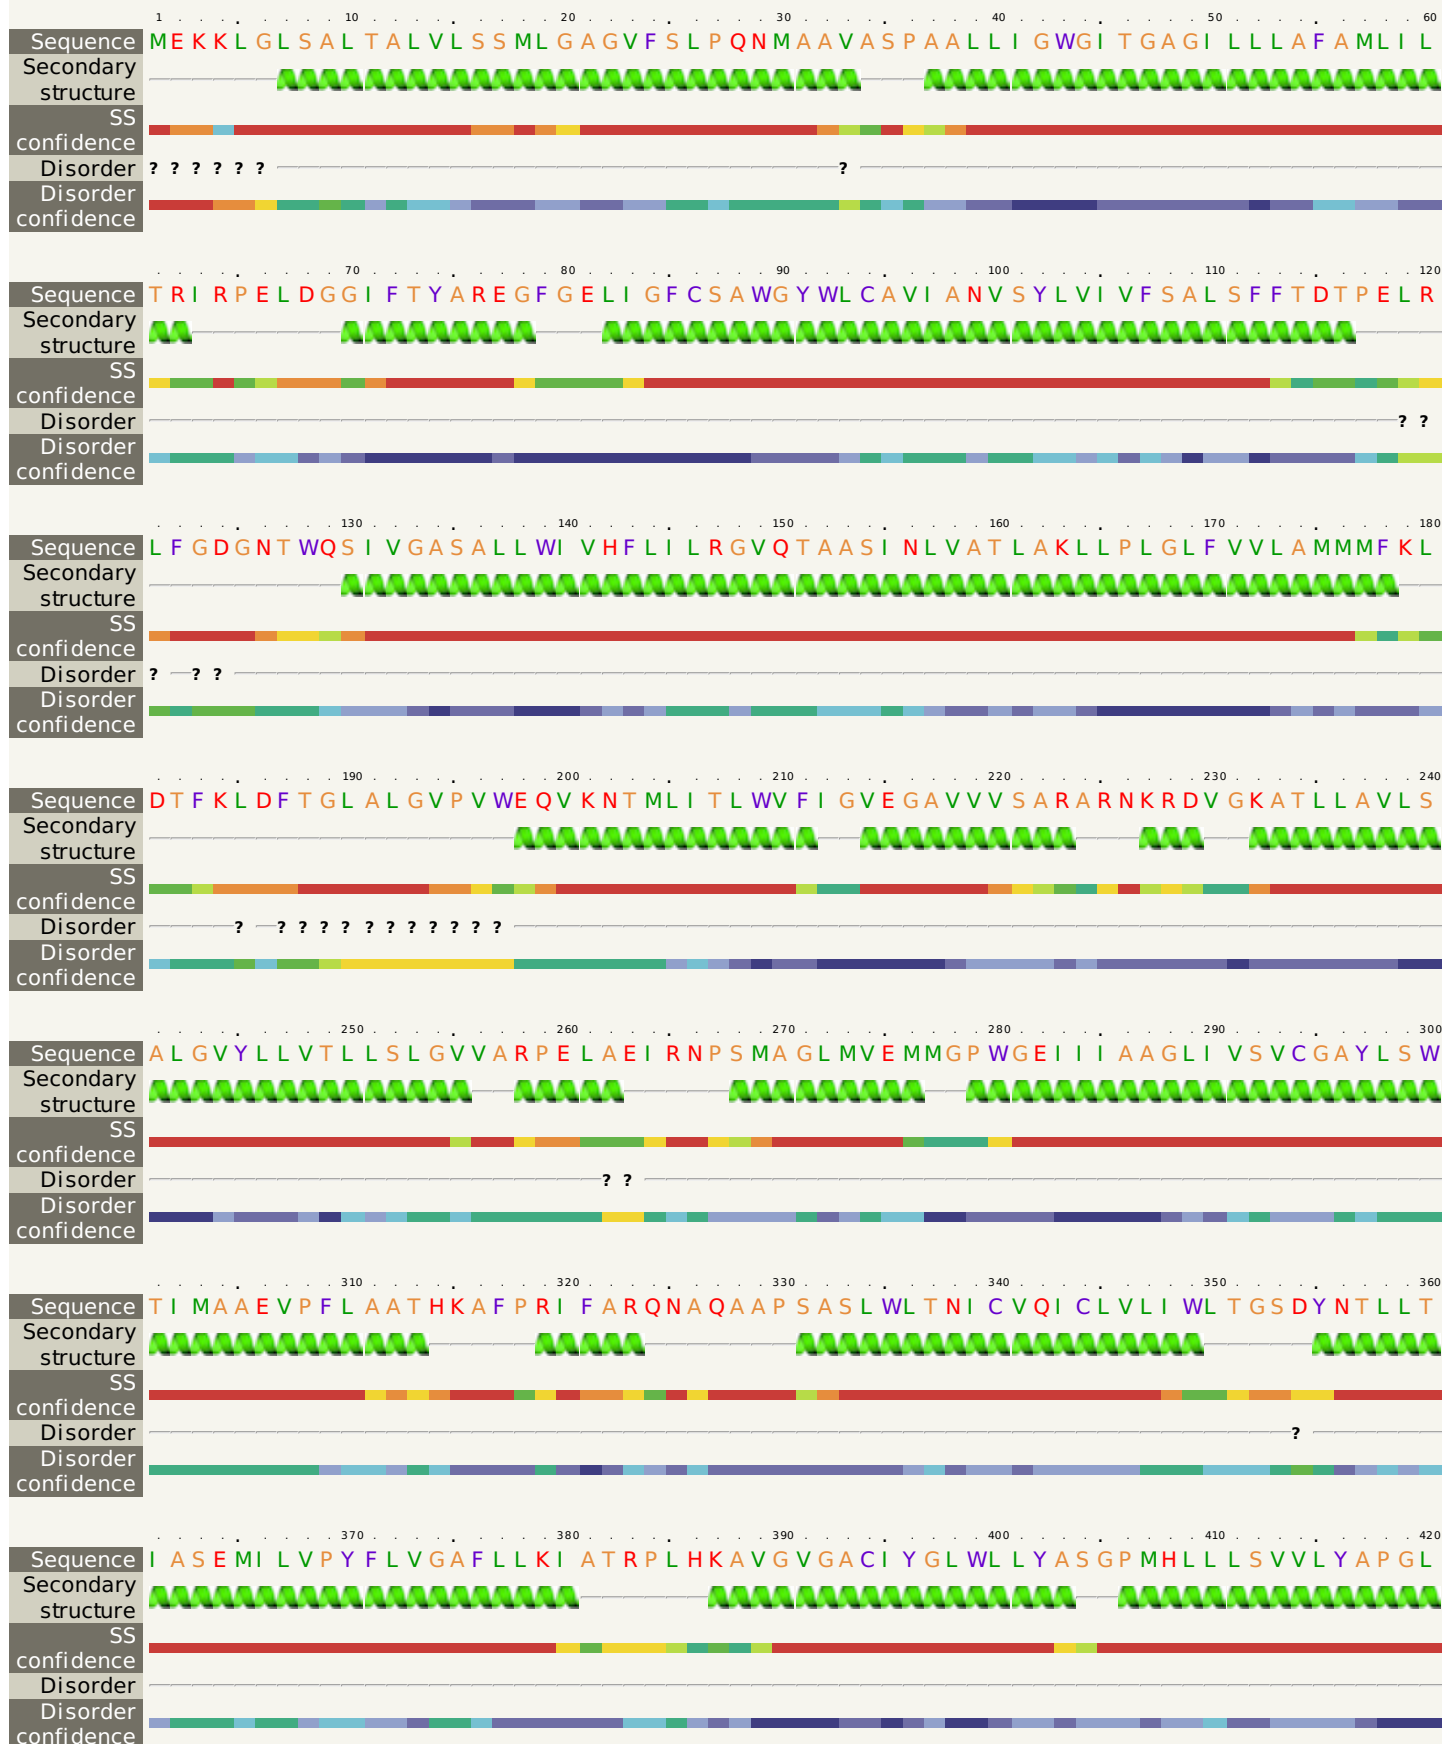 1 10 20 30 40 50 60
Sequence MEKKLGLSALTALVLSSMLGAGVFSLPQNMAAVASPAALLIGWGITGAGILLLAFAMLIL
Secondary
structure
SS
confidence
Disorder ? ? ? ? ? ? ?
Disorder
confidence
70 80 90 100 110 120
Sequence TRIRPELDGGIFTYAREGFGELIGFCSAWGYWLCAVIANVSYLVIVFSALSFFTDTPELR
Secondary
structure
SS
confidence
Disorder ? ?
Disorder
confidence
130 140 150 160 170 180
Sequence LFGDGNTWQSIVGASALLWIVHFLILRGVQTAASINLVATLAKLLPLGLFVVLAMMMFKL
Secondary
structure
SS
confidence
Disorder ? ? ?
Disorder
confidence
190 200 210 220 230 240
Sequence DTFKLDFTGLALGVPVWEQVKNTMLITLWVFIGVEGAVVVSARARNKRDVGKATLLAVLS
Secondary
structure
SS
confidence
Disorder ? ? ? ? ? ? ? ? ? ? ? ?
Disorder
confidence
250 260 270 280 290 300
Sequence ALGVYLLVTLLSLGVVARPELAEIRNPSMAGLMVEMMGPWGEIIIAAGLIVSVCGAYLSW
Secondary
structure
SS
confidence
Disorder ? ?
Disorder
confidence
310 320 330 340 350 360
Sequence TIMAAEVPFLAATHKAFPRIFARQNAQAAPSASLWLTNICVQICLVLIWLTGSDYNTLLT
Secondary
structure
SS
confidence
Disorder ?
Disorder
confidence
370 380 390 400 410 420
Sequence IASEMILVPYFLVGAFLLKIATRPLHKAVGVGACIYGLWLLYASGPMHLLLSVVLYAPGL
Secondary
structure
SS
confidence
Disorder
Disorder
confidence